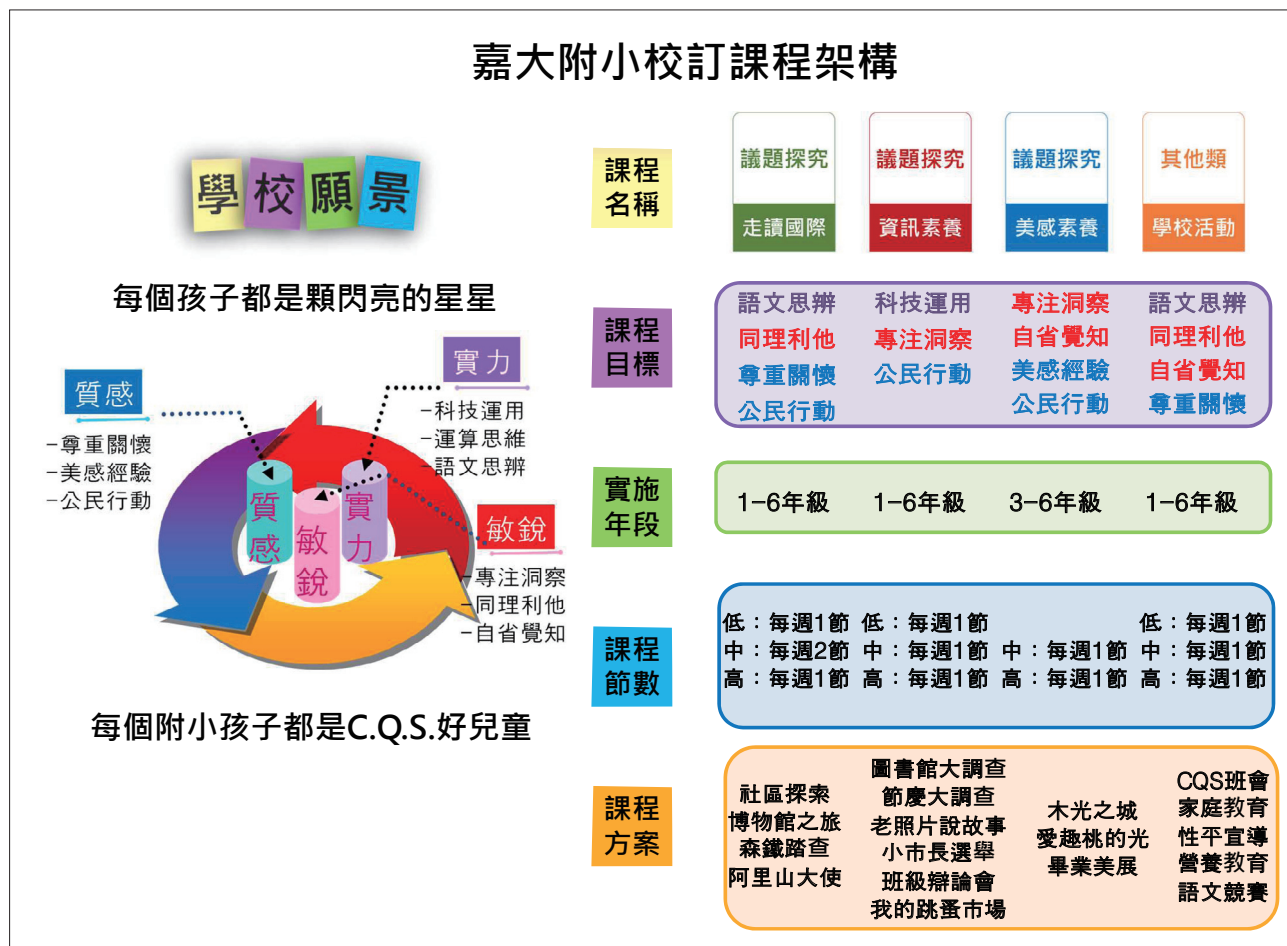 嘉大附小校訂課程架構
學校願景
每個孩子都是顆閃亮的星星
質感
–尊重關懷
–美感經驗
–公民行動
實力
–科技運用
–運算思維
–語文思辨
敏銳
–專注洞察
–同理利他
–自省覺知
質感
敏銳
實力
每個附小孩子都是C.Q.S.好兒童
課程
名稱
議題探究
走讀國際
議題探究
資訊素養
議題探究
美感素養
其他類
學校活動
課程
目標
語文思辨
同理利他
尊重關懷
公民行動
科技運用
專注洞察
公民行動
專注洞察
自省覺知
美感經驗
公民行動
語文思辨
同理利他
自省覺知
尊重關懷
實施
年段
1–6年級
1–6年級
3–6年級
1–6年級
課程
節數
低：每週1節
中：每週2節
高：每週1節
低：每週1節
中：每週1節
高：每週1節
中：每週1節
高：每週1節
低：每週1節
中：每週1節
高：每週1節
課程
方案
社區探索
博物館之旅
森鐵踏查
阿里山大使
圖書館大調查
節慶大調查
老照片說故事
小市長選舉
班級辯論會
我的跳蚤市場
木光之城
愛趣桃的光
畢業美展
CQS班會
家庭教育
性平宣導
營養教育
語文競賽